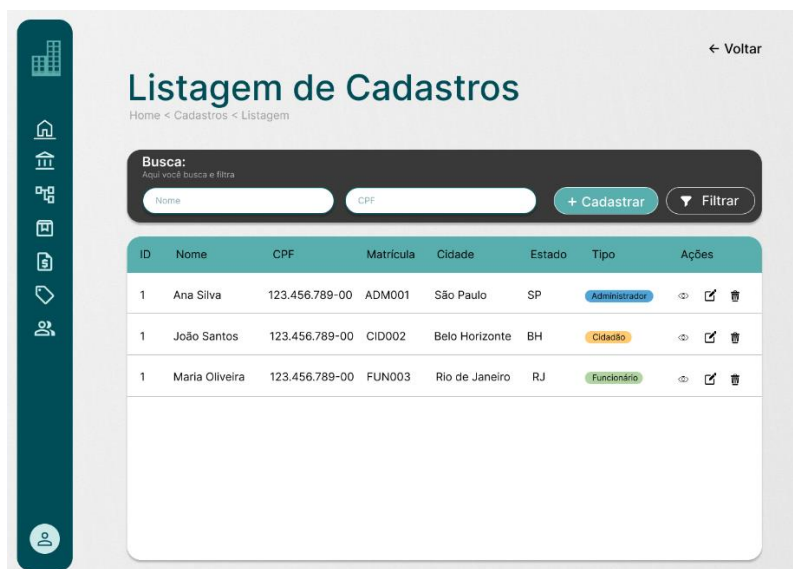 ← Voltar
Listagem de Cadastros
Home < Cadastros < Listagem
Busca:
Aqui você busca e filtra
Nome CPF + Cadastrar Filtrar
ID Nome CPF Matrícula Cidade Estado Tipo Ações
1 Ana Silva 123.456.789-00 ADM001 São Paulo SP Administrador
1 João Santos 123.456.789-00 CID002 Belo Horizonte BH Cidadão
1 Maria Oliveira 123.456.789-00 FUN003 Rio de Janeiro RJ Funcionário